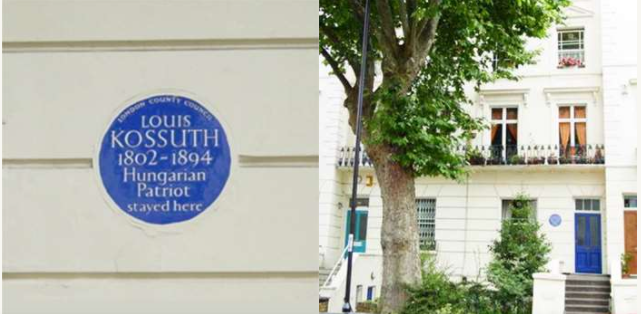 LONDON COUNTY COUNCIL
LOUIS
KOSSUTH
1802-1894
Hungarian
Patriot
stayed here